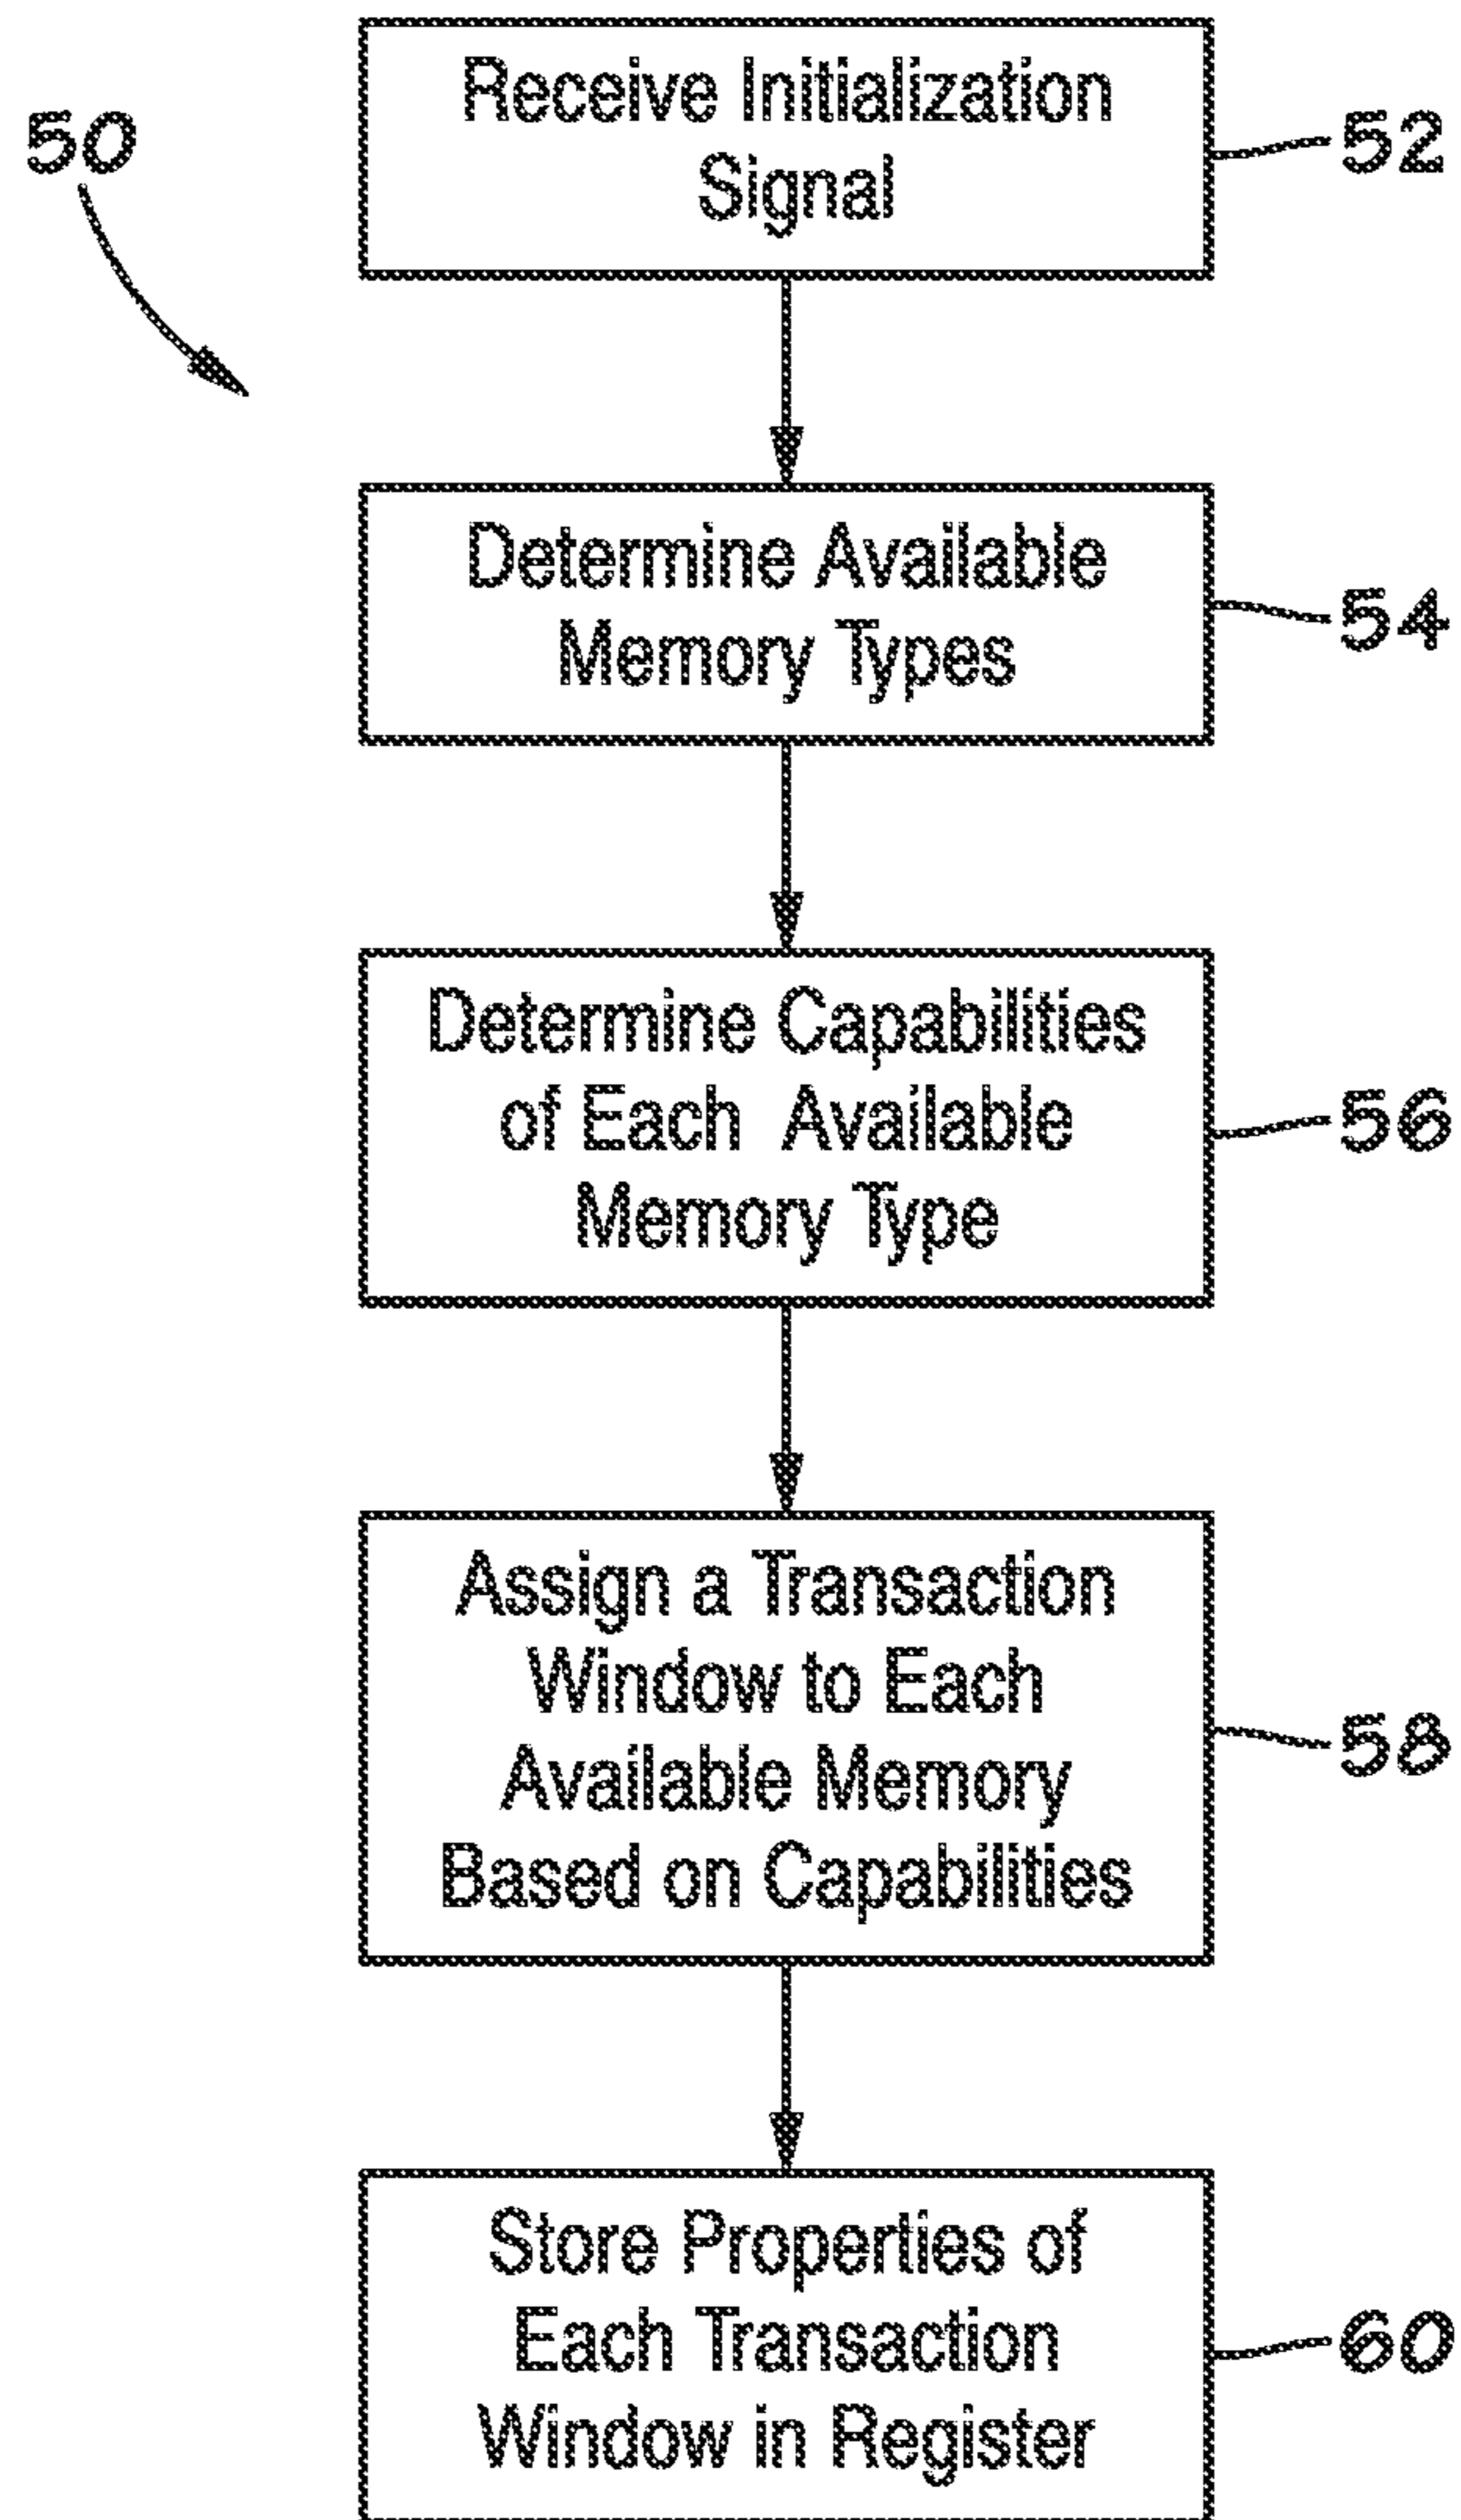 50
Receive Initialization
Signal
52
Determine Available
Memory Types
54
Determine Capabilities
of Each Available
Memory Type
56
Assign a Transaction
Window to Each
Available Memory
Based on Capabilities
58
Store Properties of
Each Transaction
Window in Register
60